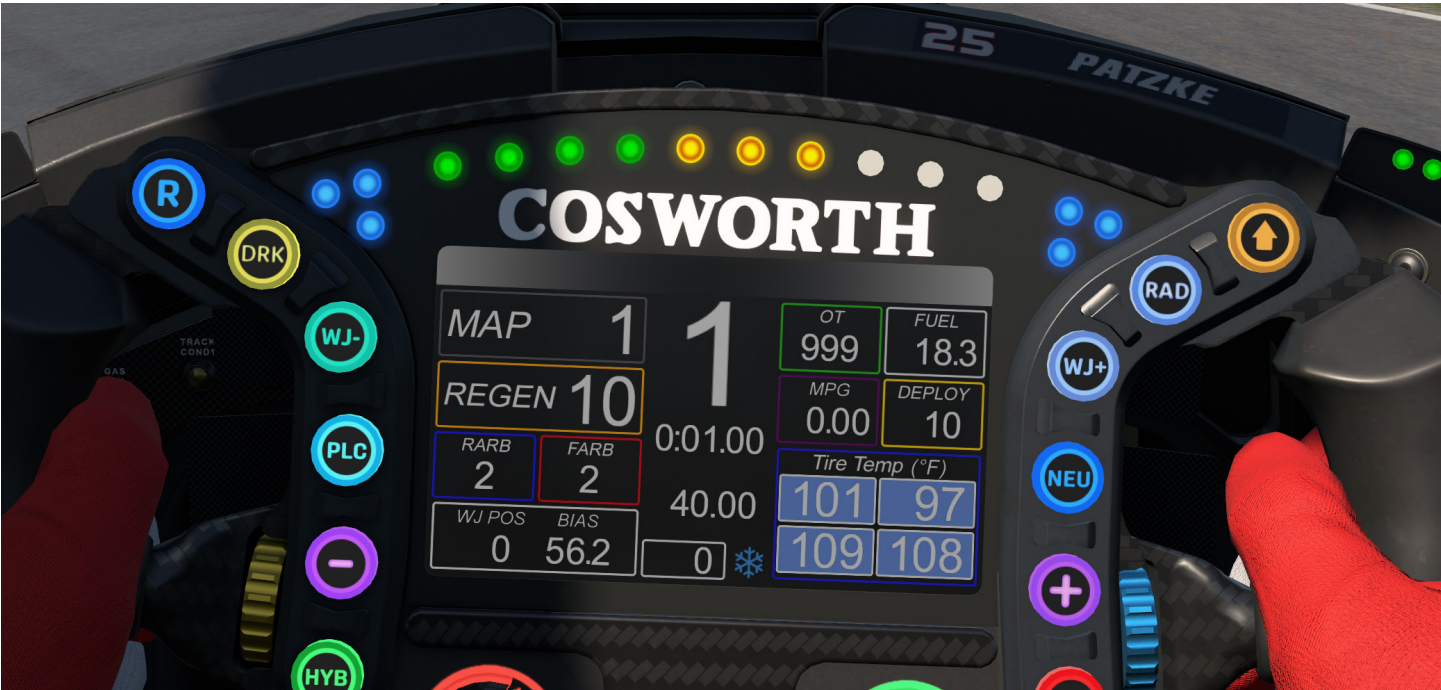 25
PATZKE
COSWORTH
R
DRK
WJ-
PLC
-
HYB
TRACK
COND1
GAS
MAP 1
REGEN 10
RARB
2
FARB
2
WJ POS
0
BIAS
56.2
1
0:01.00
40.00
0
OT
999
FUEL
18.3
MPG
0.00
DEPLOY
10
Tire Temp (°F)
101 97
109 108
RAD
WJ+
NEU
+